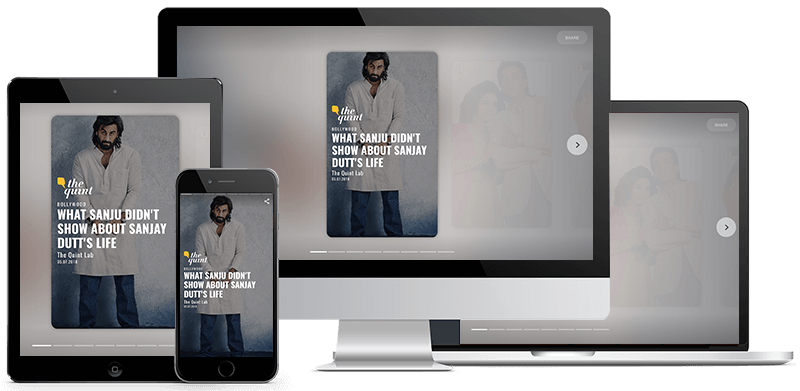 the
quint
BOLLYWOOD
WHAT SANJU DIDN'T
SHOW ABOUT SANJAY
DUTT'S LIFE
The Quint Lab
05.07.2018
the
quint
BOLLYWOOD
WHAT SANJU DIDN'T
SHOW ABOUT SANJAY
DUTT'S LIFE
The Quint Lab
SHARE
the
quint
BOLLYWOOD
WHAT SANJU DIDN'T
SHOW ABOUT SANJAY
DUTT'S LIFE
The Quint Lab
05.07.2018
SHARE